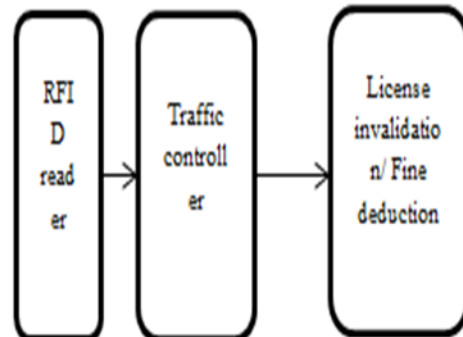 RFI
D
read
er
Traffic
controll
er
License
invalidatio
n/ Fine
deduction